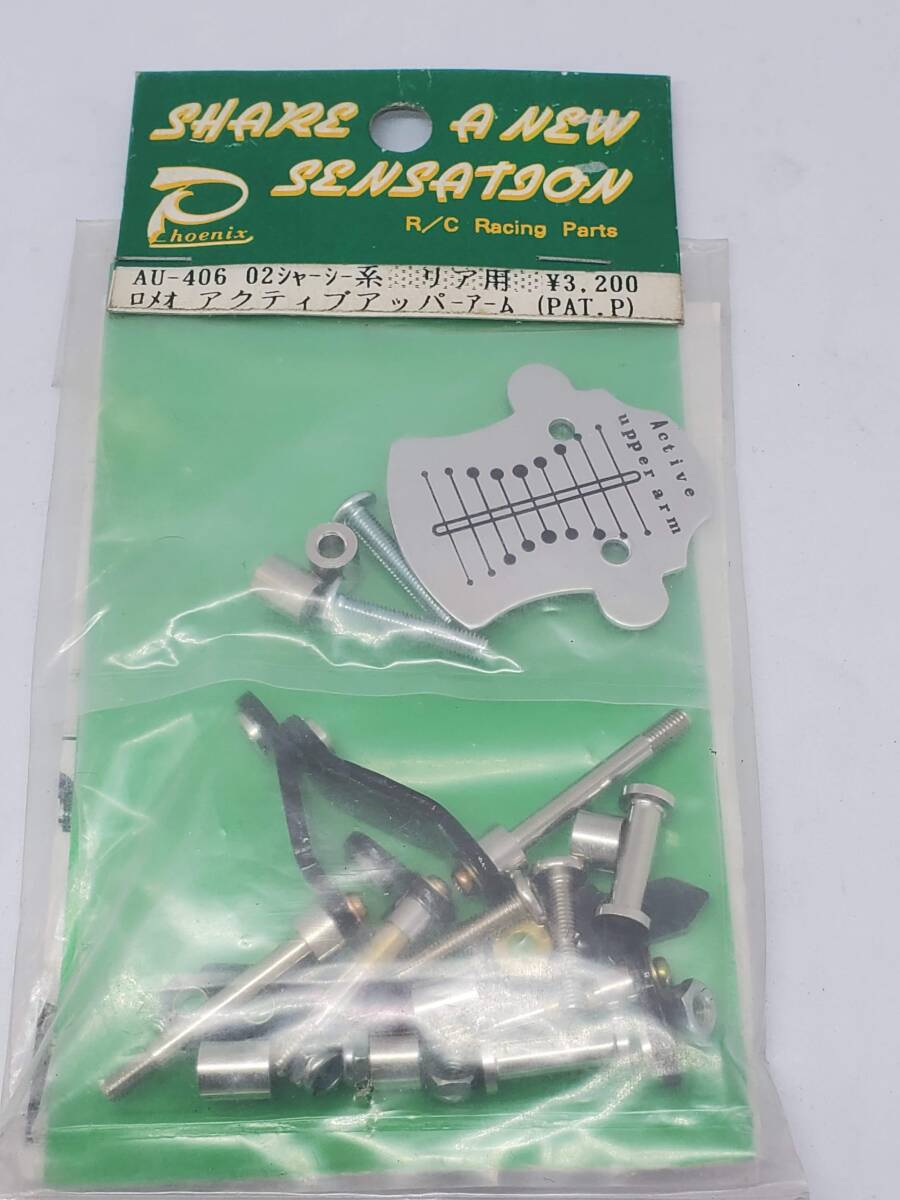 SHARE A NEW
SENSATION
Phoenix
R/C Racing Parts
AU-406 02シャーシー系 リア用 ¥3,200
ロメオ アクティブアッパーアーム (PAT.P)
Active
upper arm